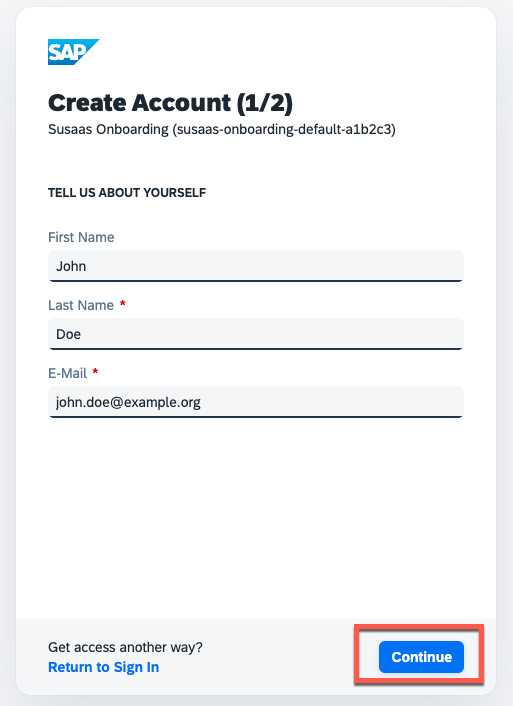 SAP
Create Account (1/2)
Susaas Onboarding (susaas-onboarding-default-a1b2c3)
TELL US ABOUT YOURSELF
First Name
John
Last Name *
Doe
E-Mail *
john.doe@example.org
Get access another way?
Return to Sign In
Continue